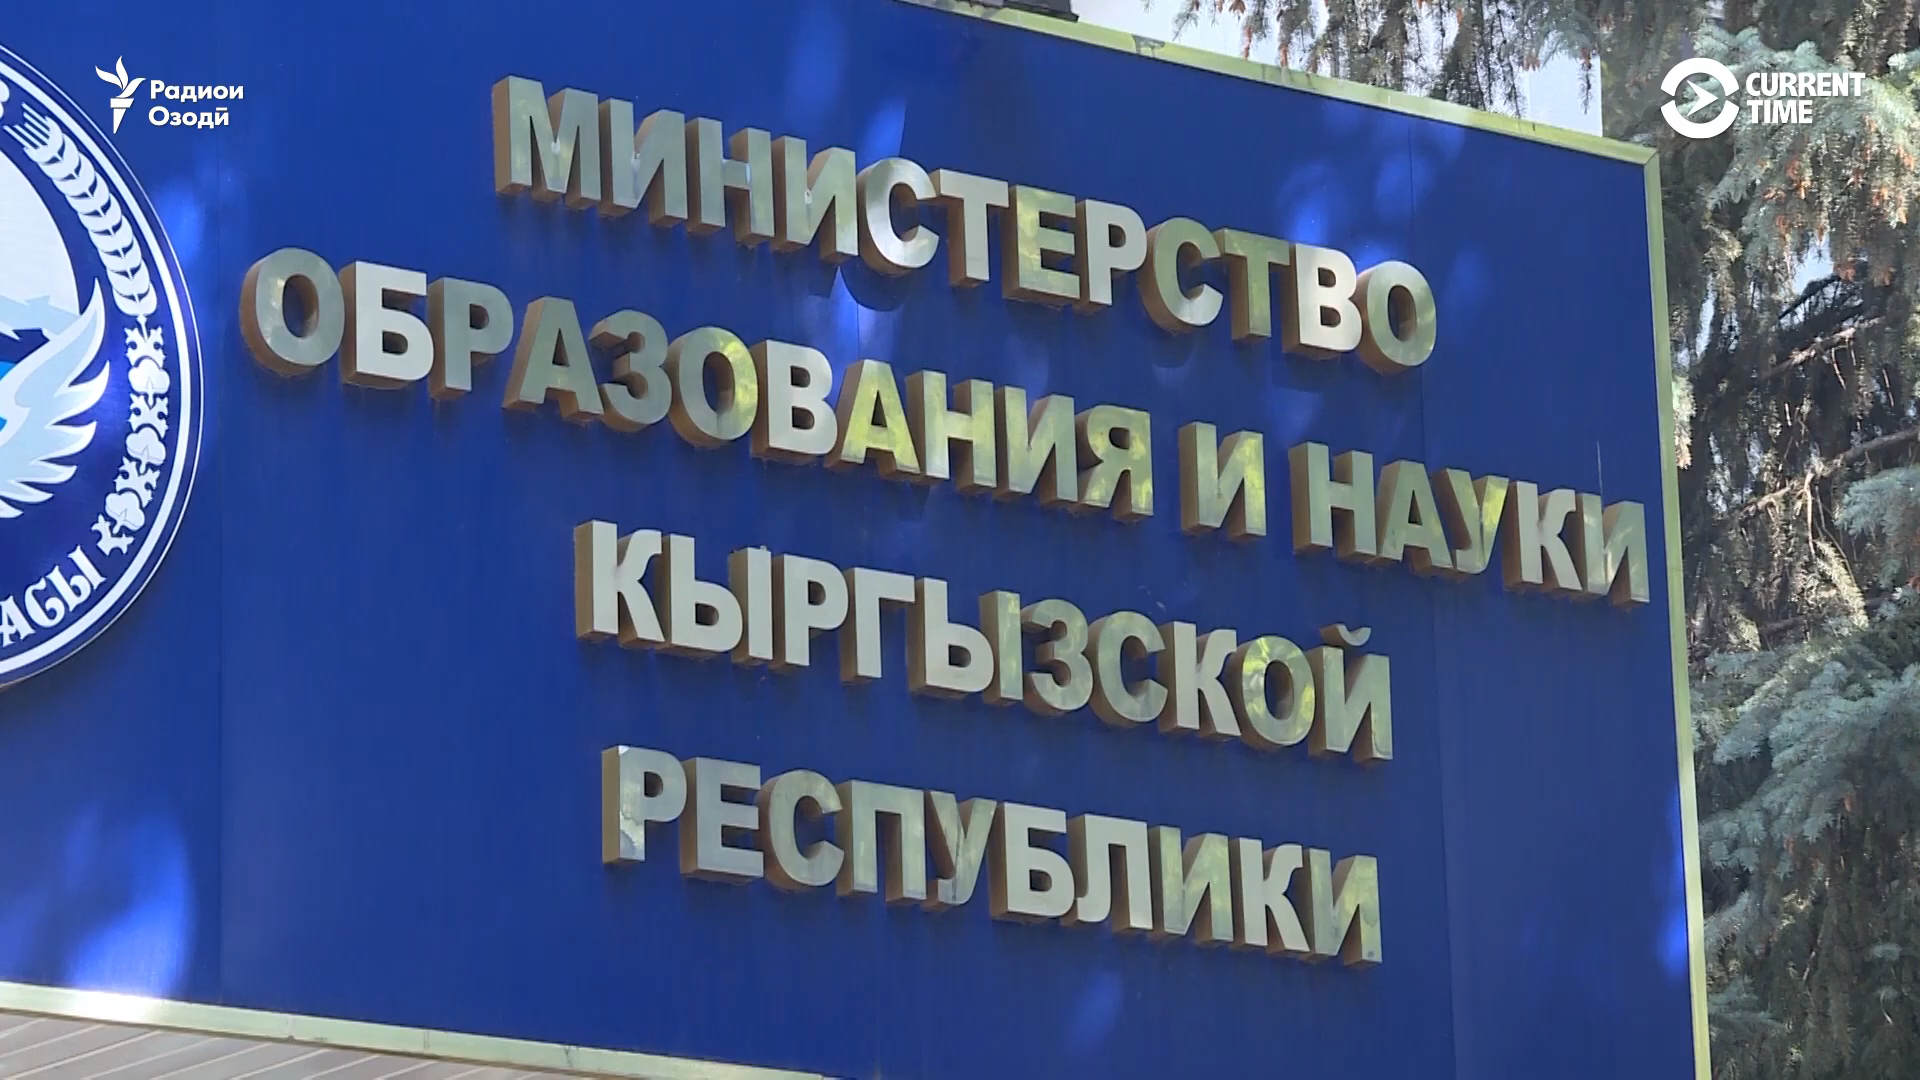 Радиои
Озодӣ
CURRENT
TIME
МИНИСТЕРСТВО
ОБРАЗОВАНИЯ И НАУКИ
КЫРГЫЗСКОЙ
РЕСПУБЛИКИ